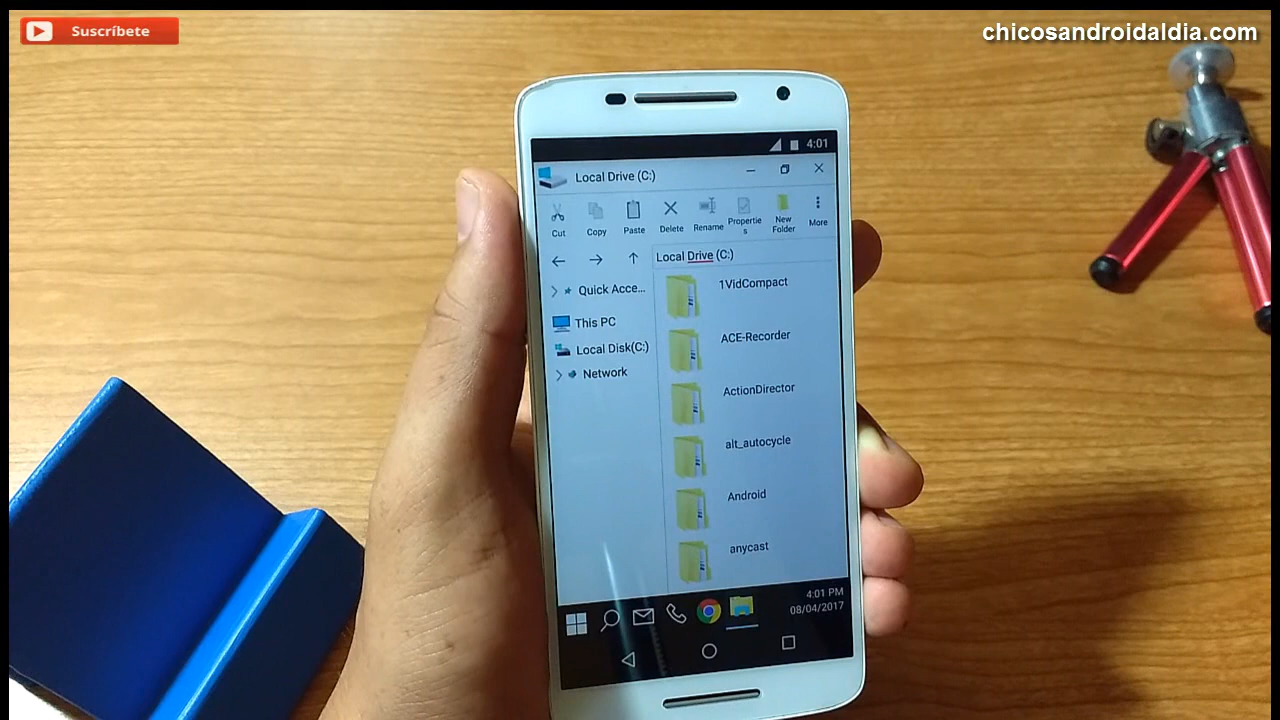 Suscríbete
chicosandroidaldia.com
4:01
Local Drive (C:)
Cut
Copy
Paste
Delete
Rename
Propertie
s
New
Folder
More
Local Drive (C:)
Quick Acce...
This PC
Local Disk(C:)
Network
1VidCompact
ACE-Recorder
ActionDirector
alt_autocycle
Android
anycast
4:01 PM
08/04/2017